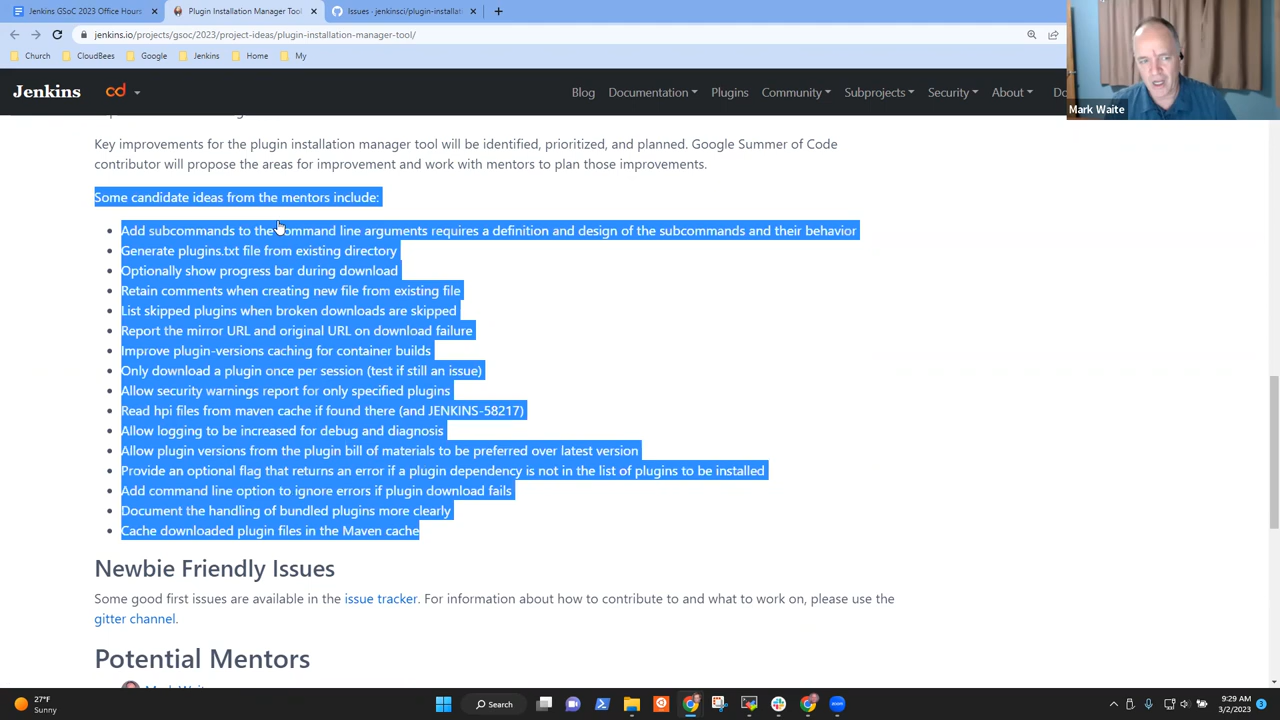 Jenkins GSoC 2023 Office Hours
Plugin Installation Manager Tool
Issues · jenkinsci/plugin-installat
jenkins.io/projects/gsoc/2023/project-ideas/plugin-installation-manager-tool/
Church
CloudBees
Google
Jenkins
Home
My
Jenkins
cd
Blog
Documentation
Plugins
Community
Subprojects
Security
About
Mark Waite
Key improvements for the plugin installation manager tool will be identified, prioritized, and planned. Google Summer of Code
contributor will propose the areas for improvement and work with mentors to plan those improvements.
Some candidate ideas from the mentors include:
Add subcommands to the command line arguments requires a definition and design of the subcommands and their behavior
Generate plugins.txt file from existing directory
Optionally show progress bar during download
Retain comments when creating new file from existing file
List skipped plugins when broken downloads are skipped
Report the mirror URL and original URL on download failure
Improve plugin-versions caching for container builds
Only download a plugin once per session (test if still an issue)
Allow security warnings report for only specified plugins
Read hpi files from maven cache if found there (and JENKINS-58217)
Allow logging to be increased for debug and diagnosis
Allow plugin versions from the plugin bill of materials to be preferred over latest version
Provide an optional flag that returns an error if a plugin dependency is not in the list of plugins to be installed
Add command line option to ignore errors if plugin download fails
Document the handling of bundled plugins more clearly
Cache downloaded plugin files in the Maven cache
Newbie Friendly Issues
Some good first issues are available in the issue tracker. For information about how to contribute to and what to work on, please use the
gitter channel.
Potential Mentors
27°F
Sunny
Search
9:29 AM
3/2/2023